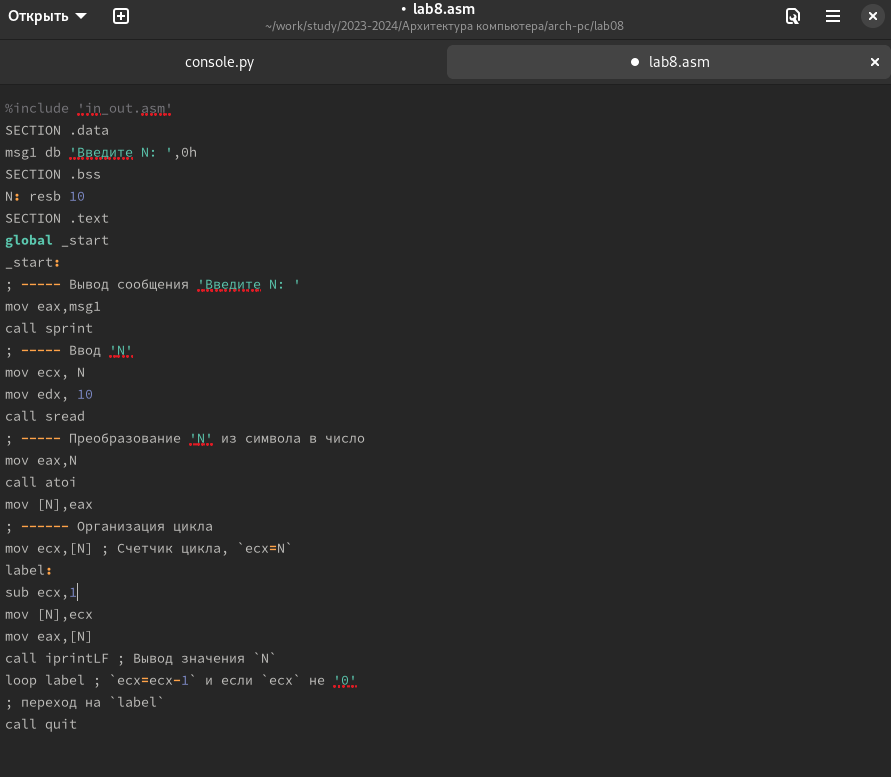 Открыть
• lab8.asm
~/work/study/2023-2024/Архитектура компьютера/arch-pc/lab08
console.py
● lab8.asm
%include 'in_out.asm'
SECTION .data
msg1 db 'Введите N: ',0h
SECTION .bss
N: resb 10
SECTION .text
global _start
_start:
; ----- Вывод сообщения 'Введите N: '
mov eax,msg1
call sprint
; ----- Ввод 'N'
mov ecx, N
mov edx, 10
call sread
; ----- Преобразование 'N' из символа в число
mov eax,N
call atoi
mov [N],eax
; ------ Организация цикла
mov ecx,[N] ; Счетчик цикла, `ecx=N`
label:
sub ecx,1
mov [N],ecx
mov eax,[N]
call iprintLF ; Вывод значения `N`
loop label ; `ecx=ecx-1` и если `ecx` не '0'
; переход на `label`
call quit